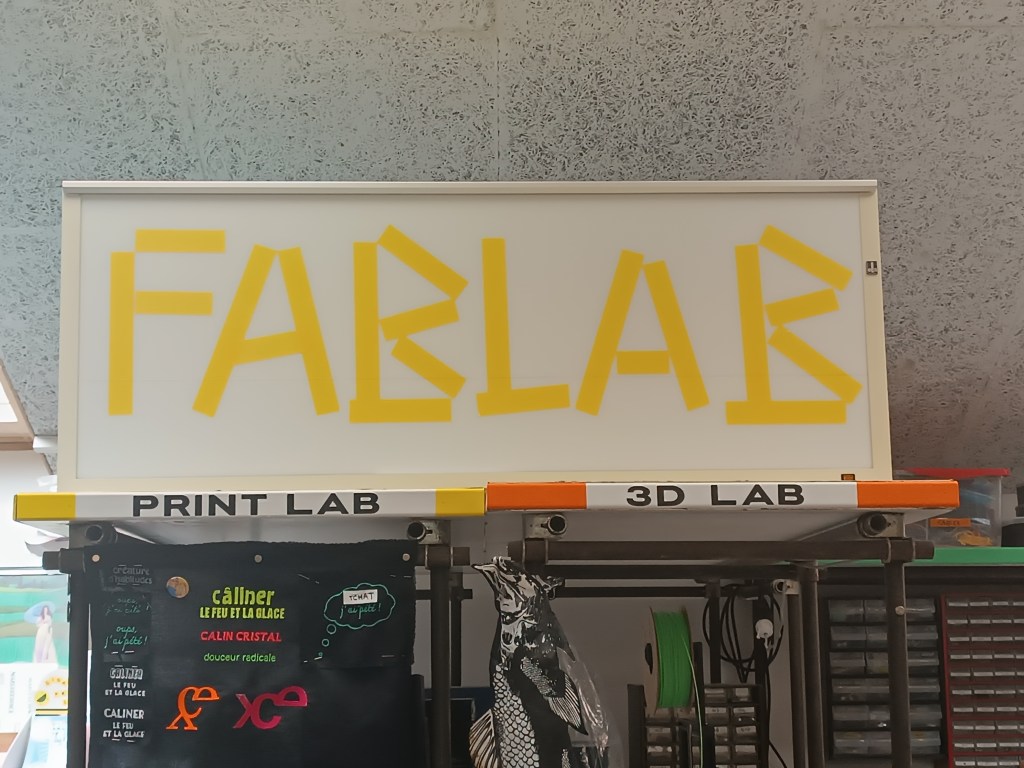 FABLAB
PRINT LAB
3D LAB
câliner
LE FEU ET LA GLACE
CALIN CRISTAL
douceur radicale
TCHAT
j'ai pété!
oups,
j'ai pété!
CALINER
LE FEU
ET LA GLACE
CALINER
LE FEU
ET LA GLACE